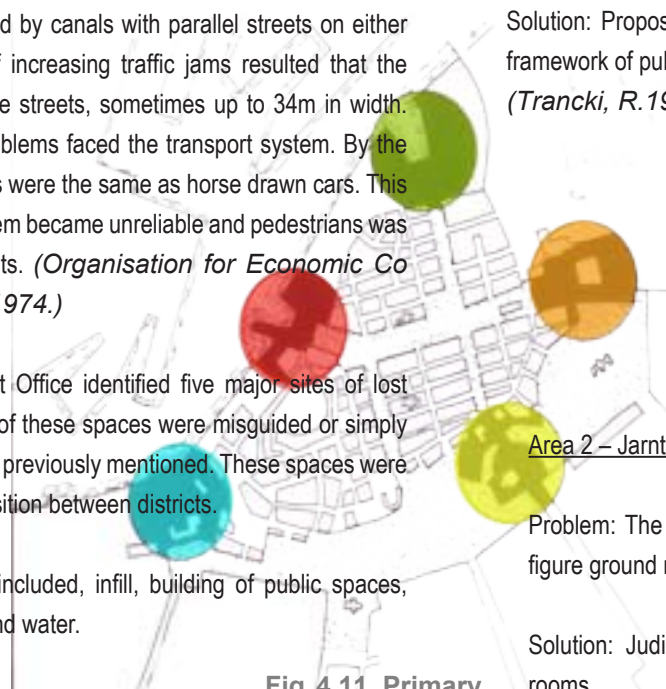 d by canals with parallel streets on either
increasing traffic jams resulted that the
e streets, sometimes up to 34m in width.
blems faced the transport system. By the
s were the same as horse drawn cars. This
em became unreliable and pedestrians was
ts. (Organisation for Economic Co
974.)
t Office identified five major sites of lost
of these spaces were misguided or simply
previously mentioned. These spaces were
sition between districts.
included, infill, building of public spaces,
nd water.
Fig 4.11 Primary
Solution: Propos
framework of pul
(Trancki, R.19
Area 2 – Jarnt
Problem: The
figure ground r
Solution: Judi
rooms